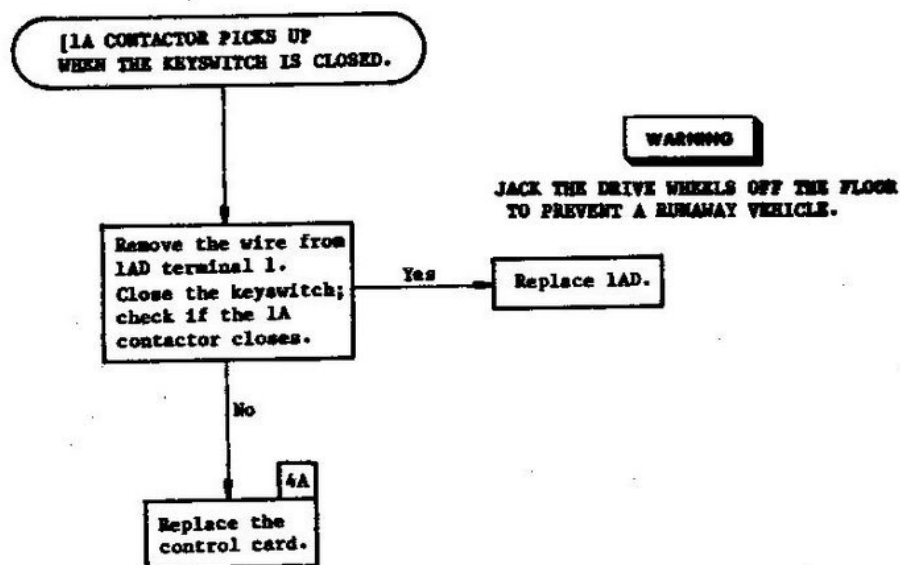 [1A CONTACTOR PICKS UP
WHEN THE KEYSWITCH IS CLOSED.
WARNING
JACK THE DRIVE WHEELS OFF THE FLOOR
TO PREVENT A RUNAWAY VEHICLE.
Remove the wire from
1AD terminal 1.
Close the keyswitch;
check if the 1A
contactor closes.
Yes
Replace 1AD.
No
4A
Replace the
control card.